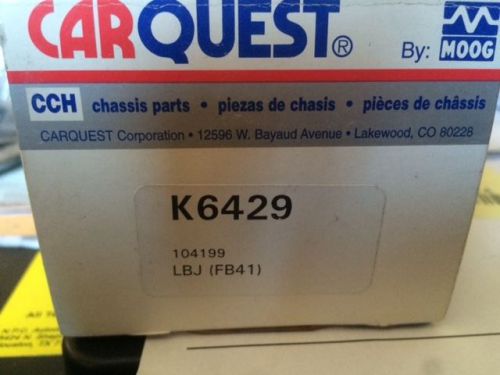 CARQUEST®
By: MOOG
CCH chassis parts • piezas de chasis • pièces de châssis
CARQUEST Corporation • 12596 W. Bayaud Avenue • Lakewood, CO 80228
K6429
104199
LBJ (FB41)